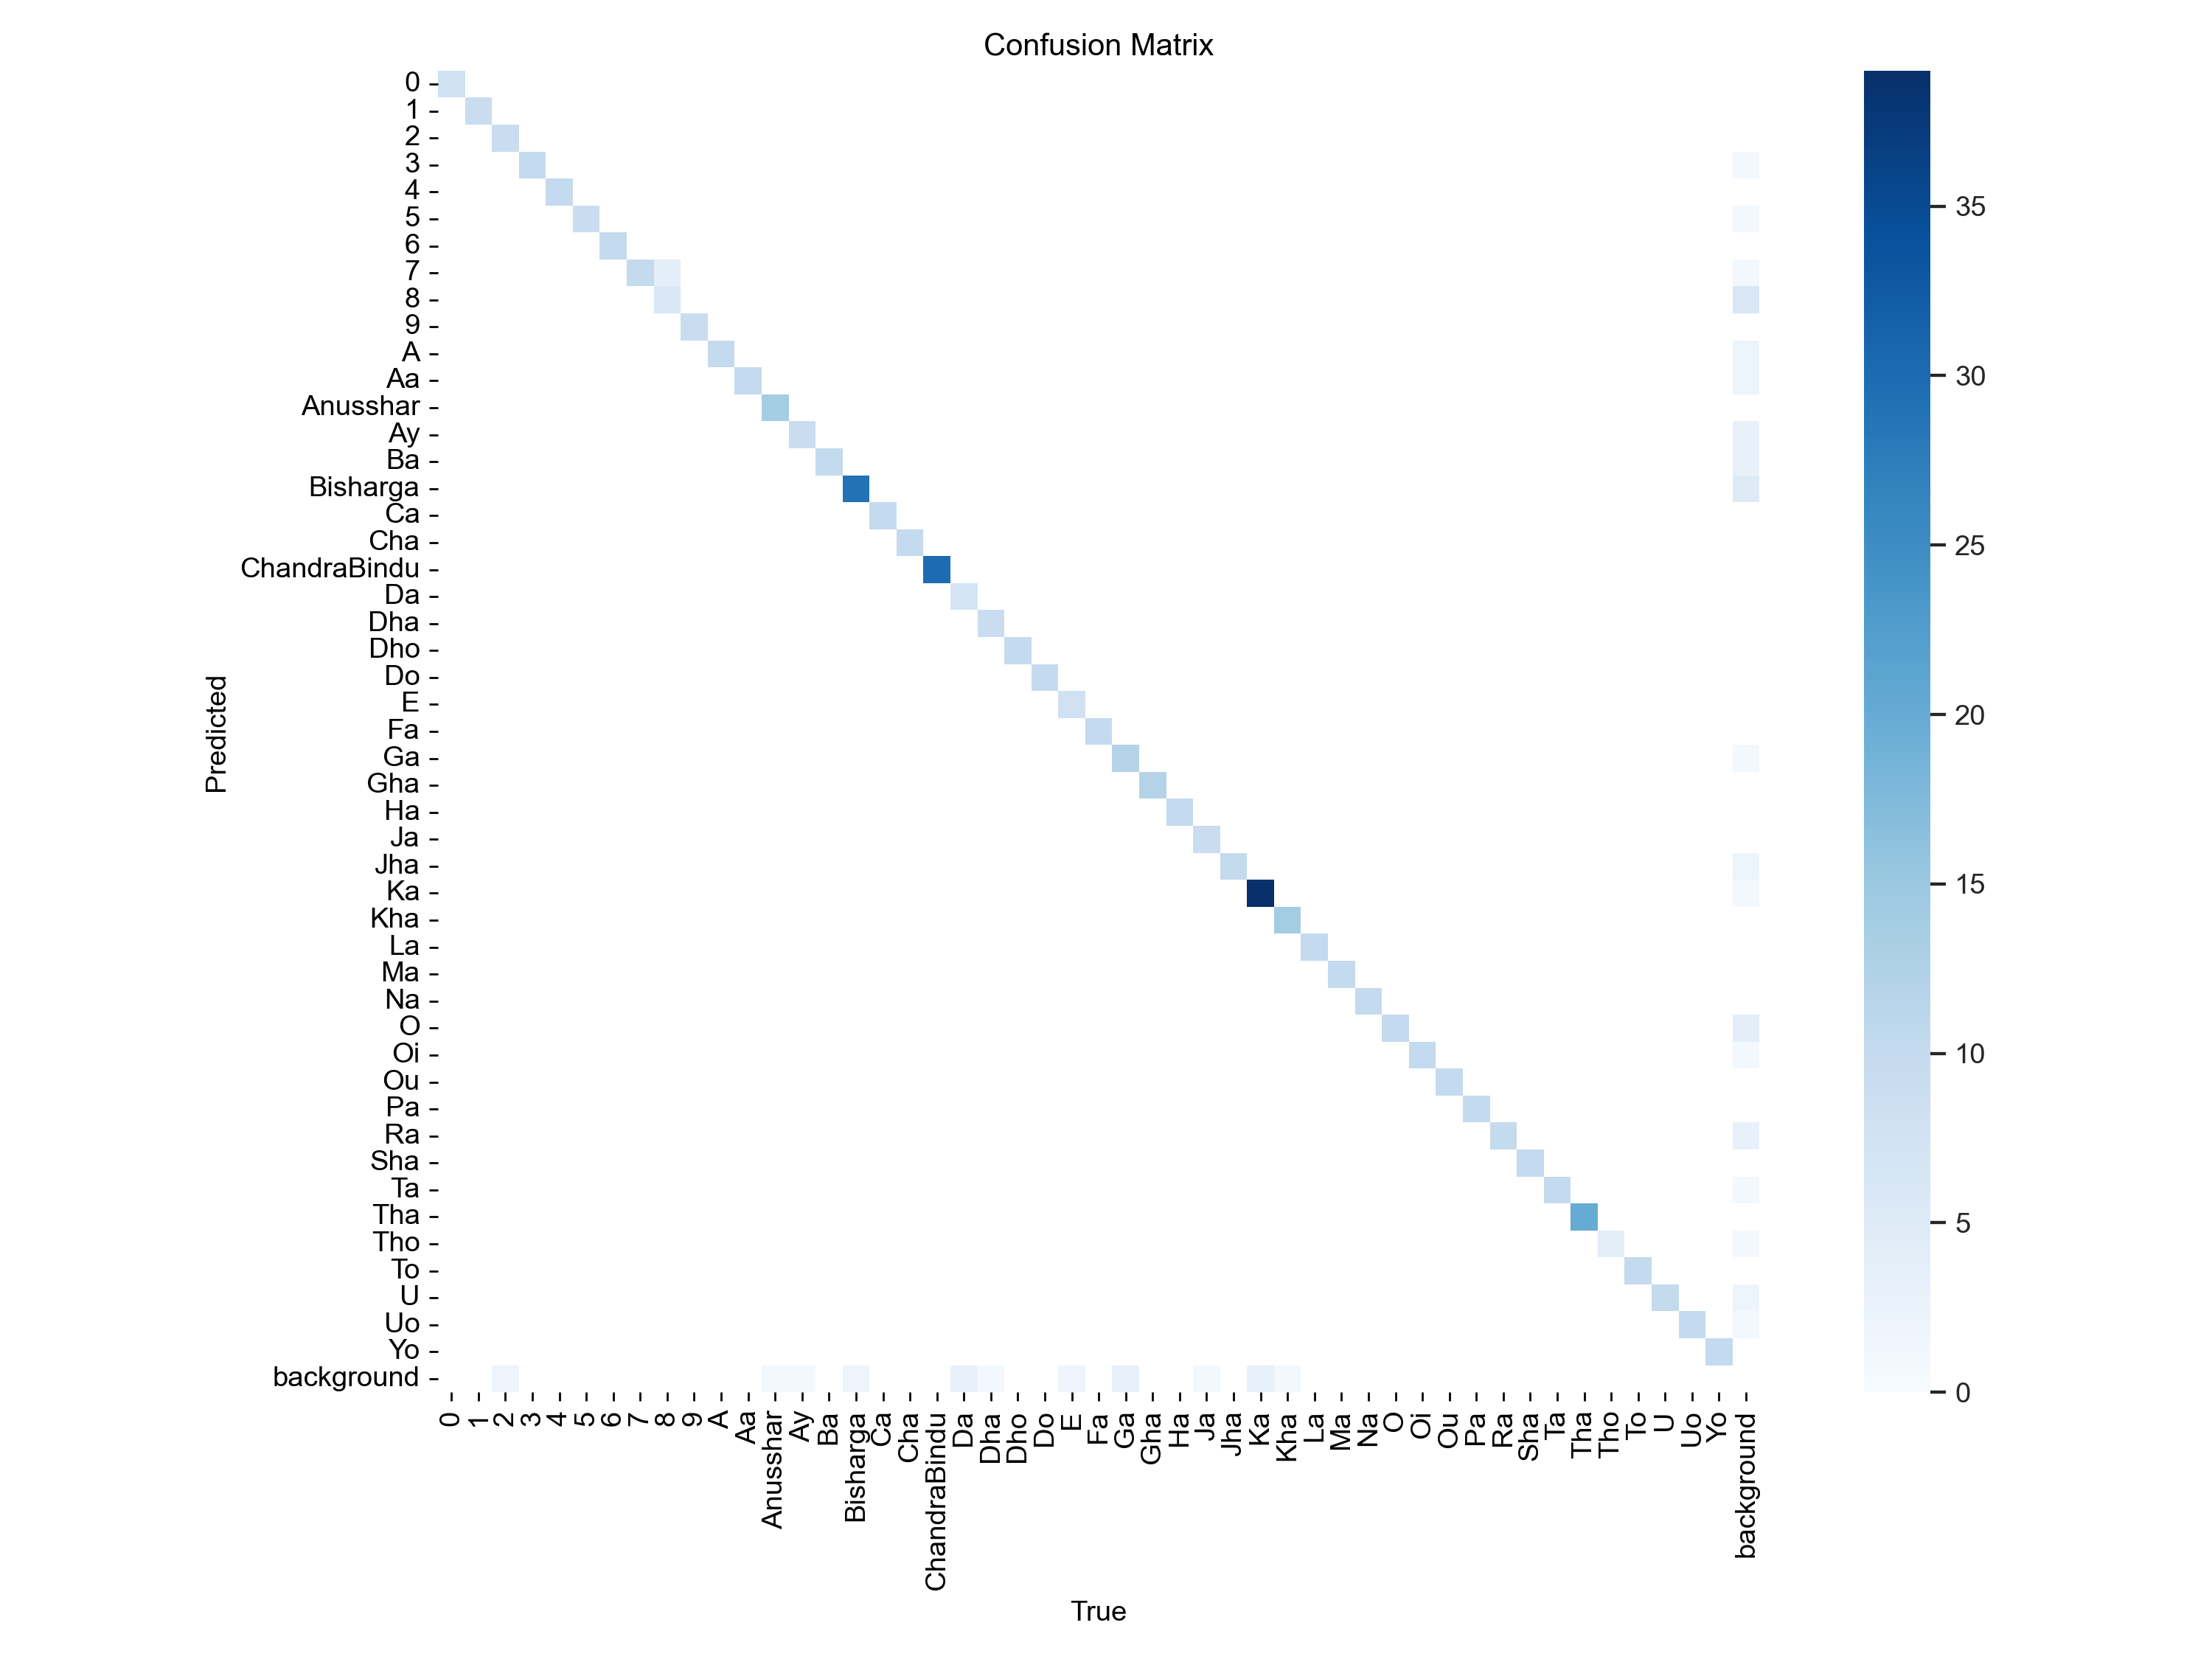 Confusion Matrix
0
1
2
3
4
5
6
7
8
9
A
Aa
Anusshar
Ay
Ba
Bisharga
Ca
Cha
ChandraBindu
Da
Dha
Dho
Do
E
Fa
Ga
Gha
Ha
Ja
Jha
Ka
Kha
La
Ma
Na
O
Oi
Ou
Pa
Ra
Sha
Ta
Tha
Tho
To
U
Uo
Yo
background
Predicted
0 1 2 3 4 5 6 7 8 9 A Aa Anusshar Ay Ba Bisharga Ca Cha ChandraBindu Da Dha Dho Do E Fa Ga Gha Ha Ja Jha Ka Kha La Ma Na O Oi Ou Pa Ra Sha Ta Tha Tho To U Uo Yo background
True
35
30
25
20
15
10
5
0